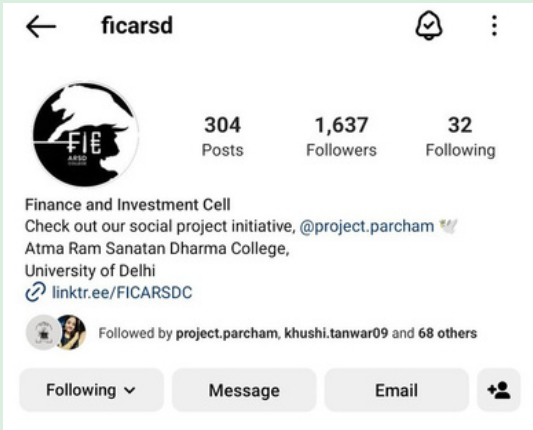 ficarsd
FIC
ARSD
COLLEGE
304
Posts
1,637
Followers
32
Following
Finance and Investment Cell
Check out our social project initiative, @project.parcham 🕊️
Atma Ram Sanatan Dharma College,
University of Delhi
linktr.ee/FICARSDC
Followed by project.parcham, khushi.tanwar09 and 68 others
Following
Message
Email